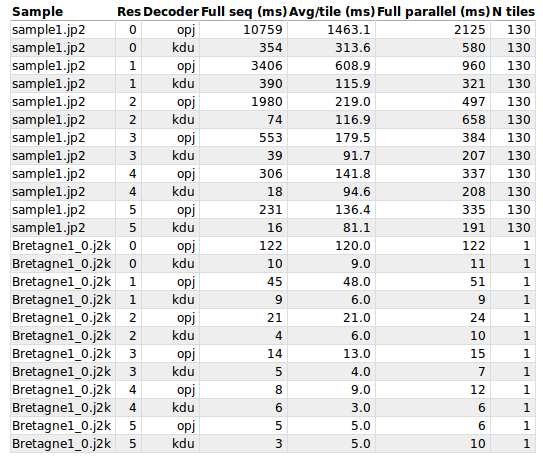 Sample Res Decoder Full seq (ms) Avg/tile (ms) Full parallel (ms) N tiles
sample1.jp2 0 opj 10759 1463.1 2125 130
sample1.jp2 0 kdu 354 313.6 580 130
sample1.jp2 1 opj 3406 608.9 960 130
sample1.jp2 1 kdu 390 115.9 321 130
sample1.jp2 2 opj 1980 219.0 497 130
sample1.jp2 2 kdu 74 116.9 658 130
sample1.jp2 3 opj 553 179.5 384 130
sample1.jp2 3 kdu 39 91.7 207 130
sample1.jp2 4 opj 306 141.8 337 130
sample1.jp2 4 kdu 18 94.6 208 130
sample1.jp2 5 opj 231 136.4 335 130
sample1.jp2 5 kdu 16 81.1 191 130
Bretagne1_0.j2k 0 opj 122 120.0 122 1
Bretagne1_0.j2k 0 kdu 10 9.0 11 1
Bretagne1_0.j2k 1 opj 45 48.0 51 1
Bretagne1_0.j2k 1 kdu 9 6.0 9 1
Bretagne1_0.j2k 2 opj 21 21.0 24 1
Bretagne1_0.j2k 2 kdu 4 6.0 10 1
Bretagne1_0.j2k 3 opj 14 13.0 15 1
Bretagne1_0.j2k 3 kdu 5 4.0 7 1
Bretagne1_0.j2k 4 opj 8 9.0 12 1
Bretagne1_0.j2k 4 kdu 6 3.0 6 1
Bretagne1_0.j2k 5 opj 5 5.0 6 1
Bretagne1_0.j2k 5 kdu 3 5.0 10 1